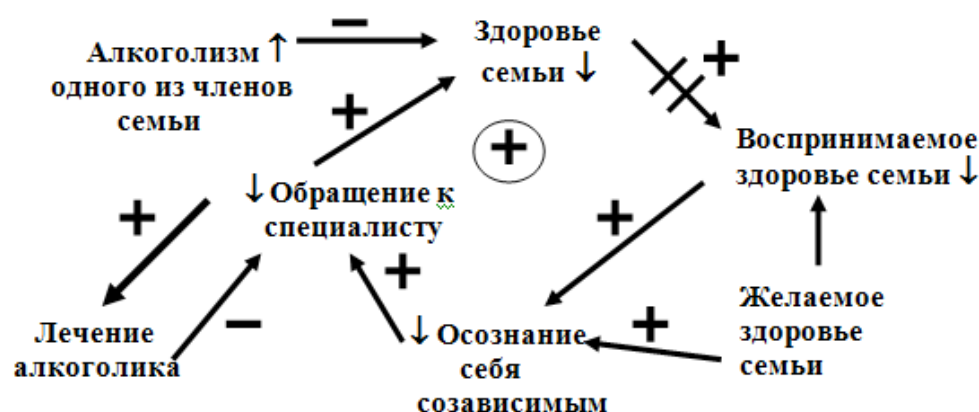 Алкоголизм ↑
одного из членов
семьи
−
Здоровье
семьи ↓
+
+
+
Воспринимаемое
здоровье семьи ↓
↓ Обращение к
специалисту
+
+
+
Лечение
алкоголика
−
↓ Осознание
себя
созависимым
+
Желаемое
здоровье
семьи